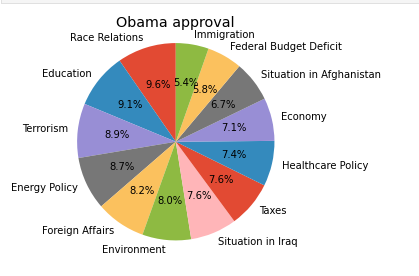 Obama approval
Race Relations
Immigration
Federal Budget Deficit
Education
Situation in Afghanistan
Terrorism
Economy
Energy Policy
Healthcare Policy
Foreign Affairs
Taxes
Environment
Situation in Iraq
9.6%
5.4%
5.8%
9.1%
6.7%
8.9%
7.1%
8.7%
7.4%
8.2%
7.6%
8.0%
7.6%